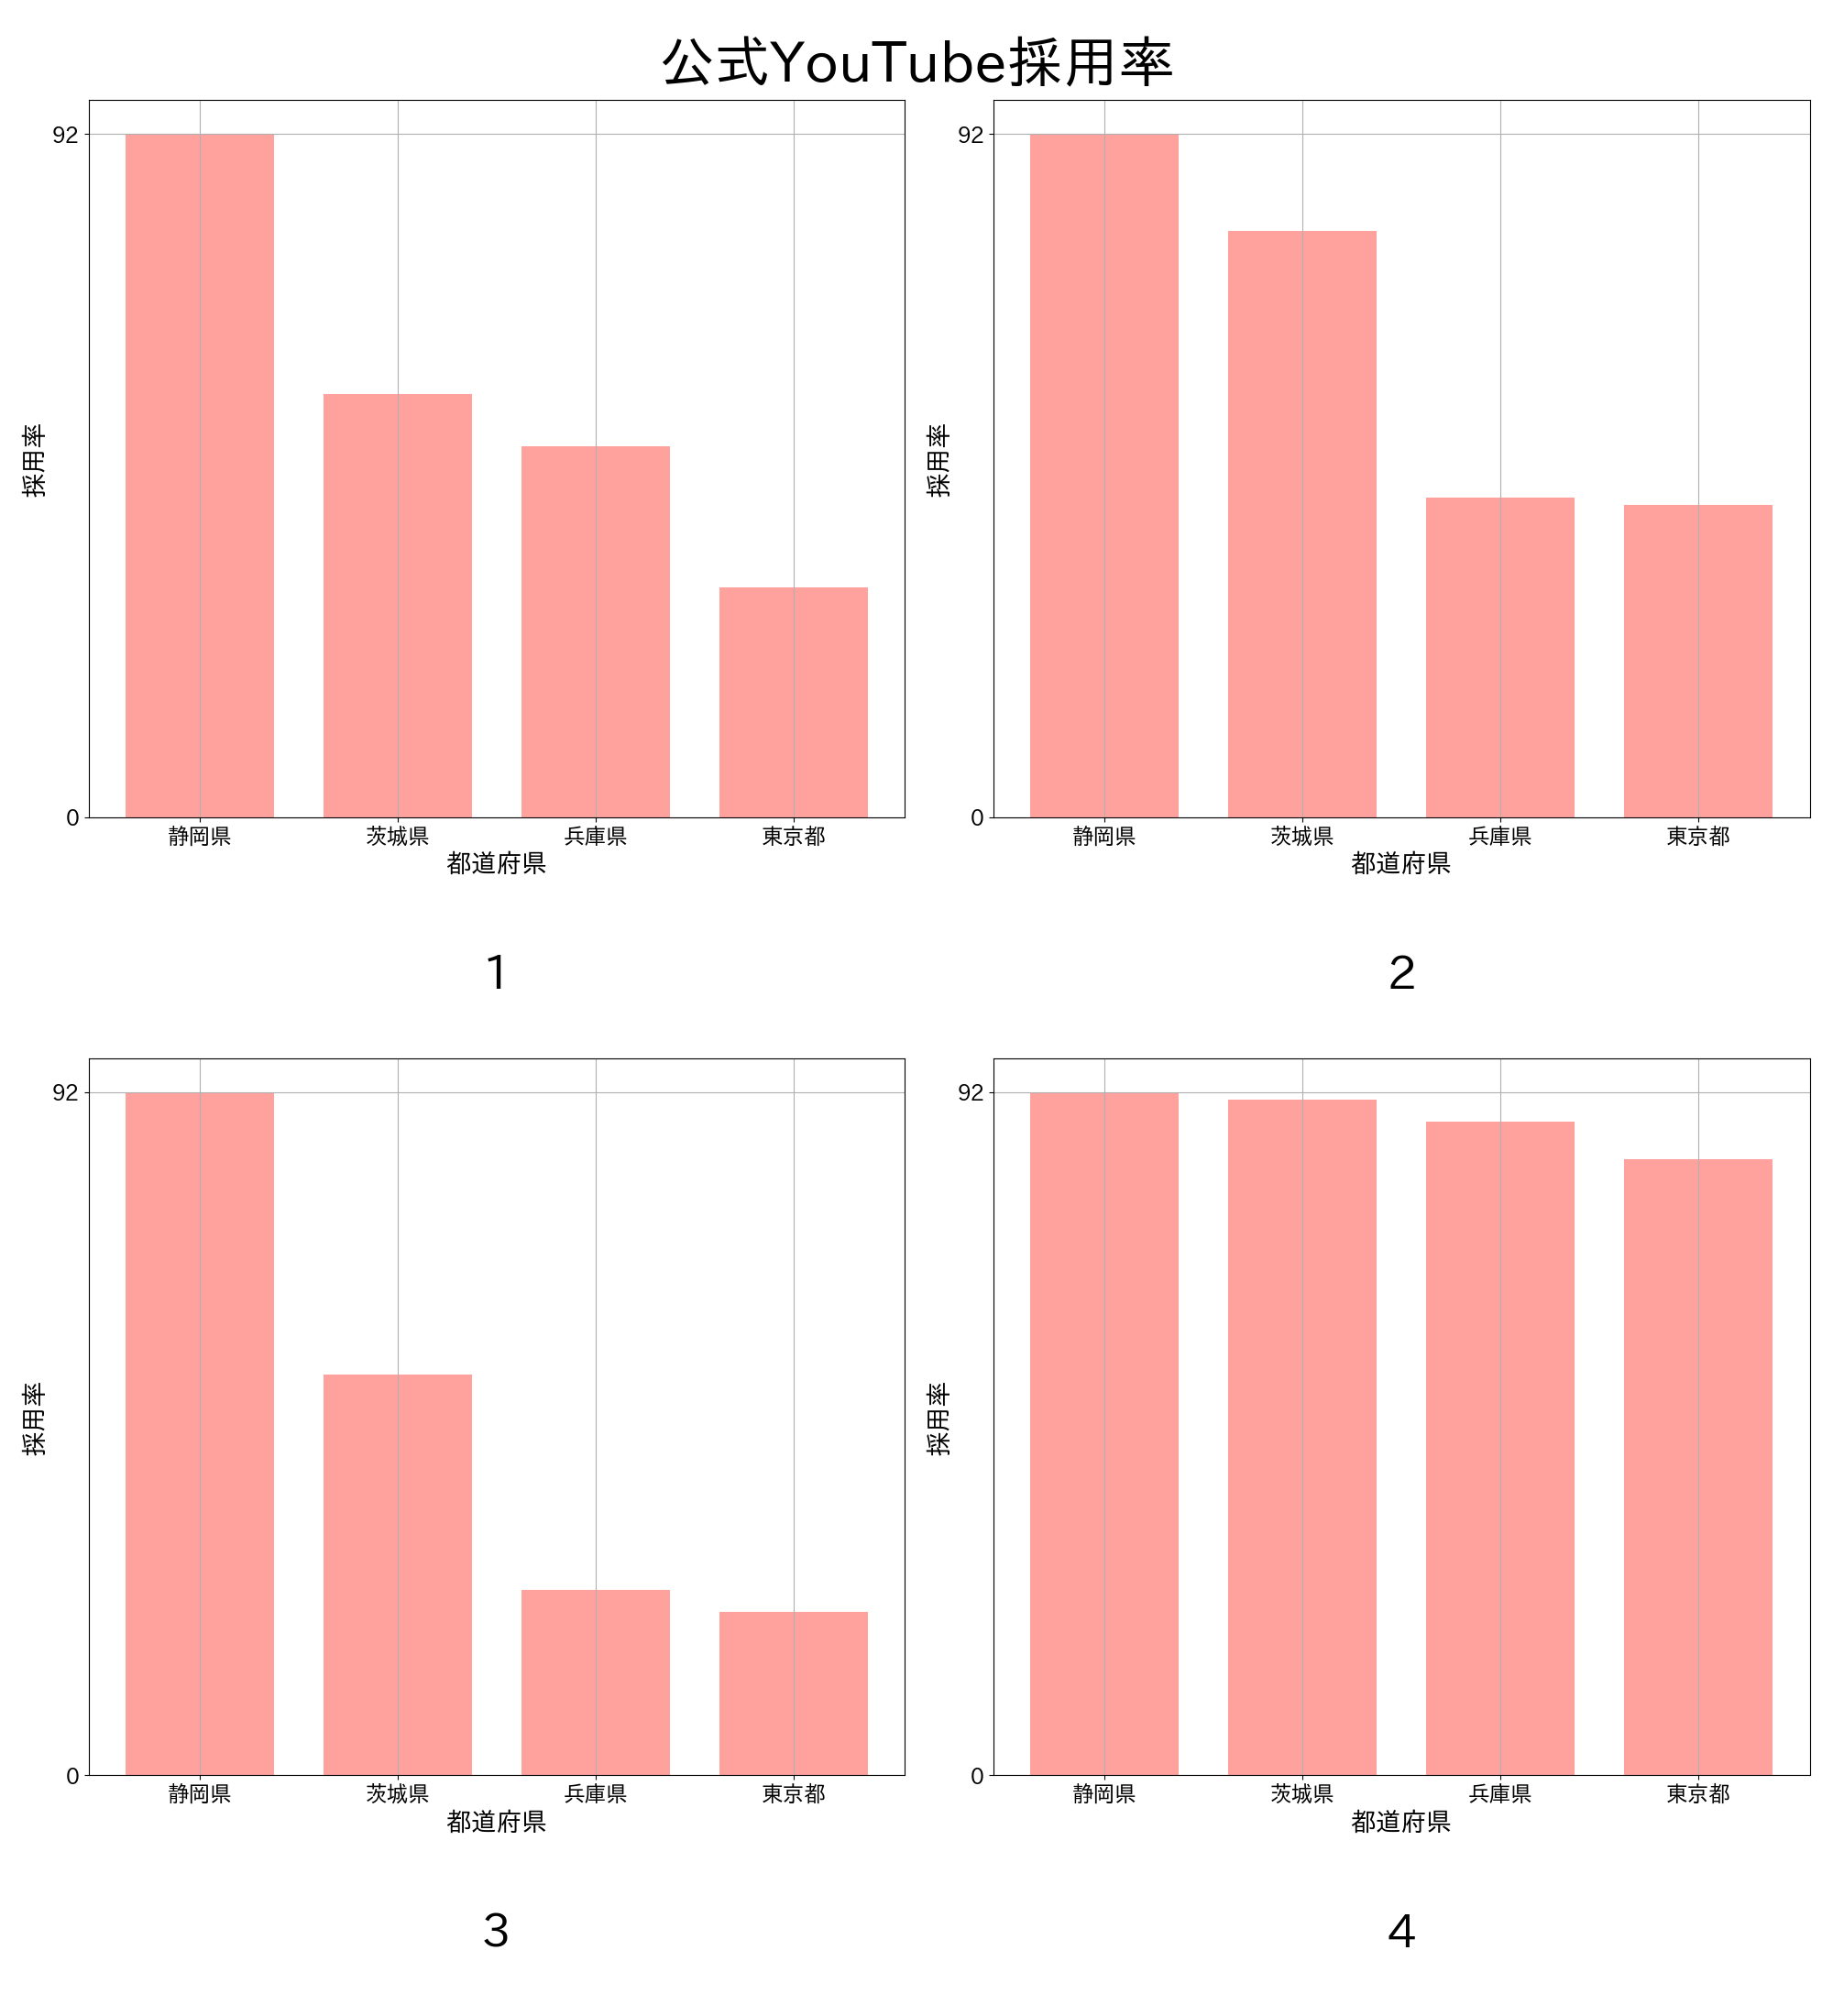 公式YouTube採用率
92
採用率
0
静岡県 茨城県 兵庫県 東京都
都道府県
1
92
採用率
0
静岡県 茨城県 兵庫県 東京都
都道府県
2
92
採用率
0
静岡県 茨城県 兵庫県 東京都
都道府県
3
92
採用率
0
静岡県 茨城県 兵庫県 東京都
都道府県
4